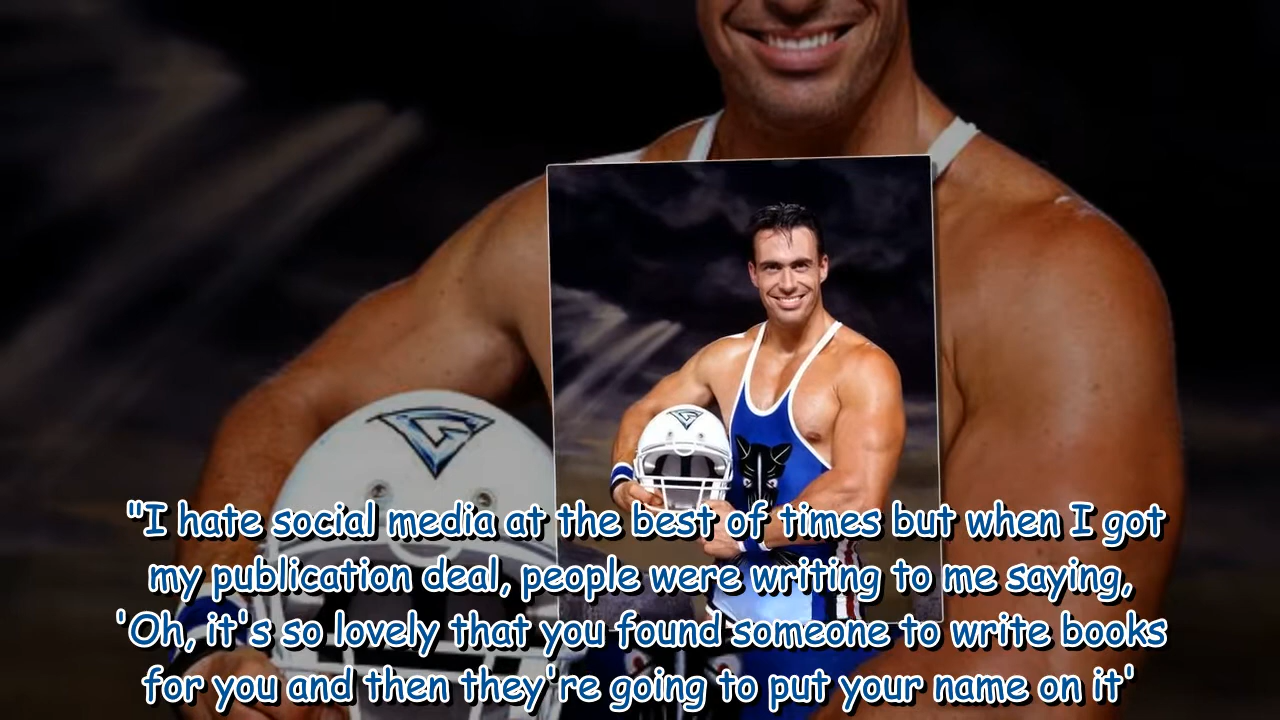 "I hate social media at the best of times but when I got
my publication deal, people were writing to me saying,
'Oh, it's so lovely that you found someone to write books
for you and then they're going to put your name on it'